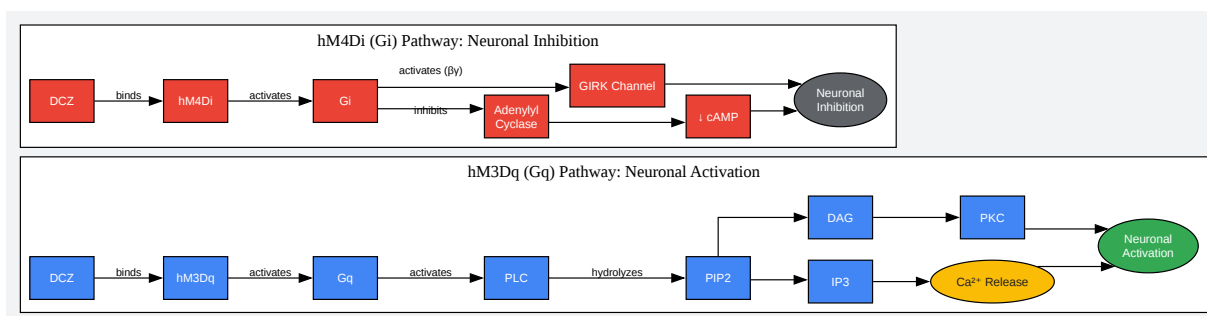 hM4Di (Gi) Pathway: Neuronal Inhibition
DCZ
binds
hM4Di
activates
Gi
activates (βγ)
GIRK Channel
inhibits
Adenylyl
Cyclase
↓ cAMP
Neuronal
Inhibition
hM3Dq (Gq) Pathway: Neuronal Activation
DCZ
binds
hM3Dq
activates
Gq
activates
PLC
hydrolyzes
PIP2
DAG
PKC
IP3
Ca²⁺ Release
Neuronal
Activation